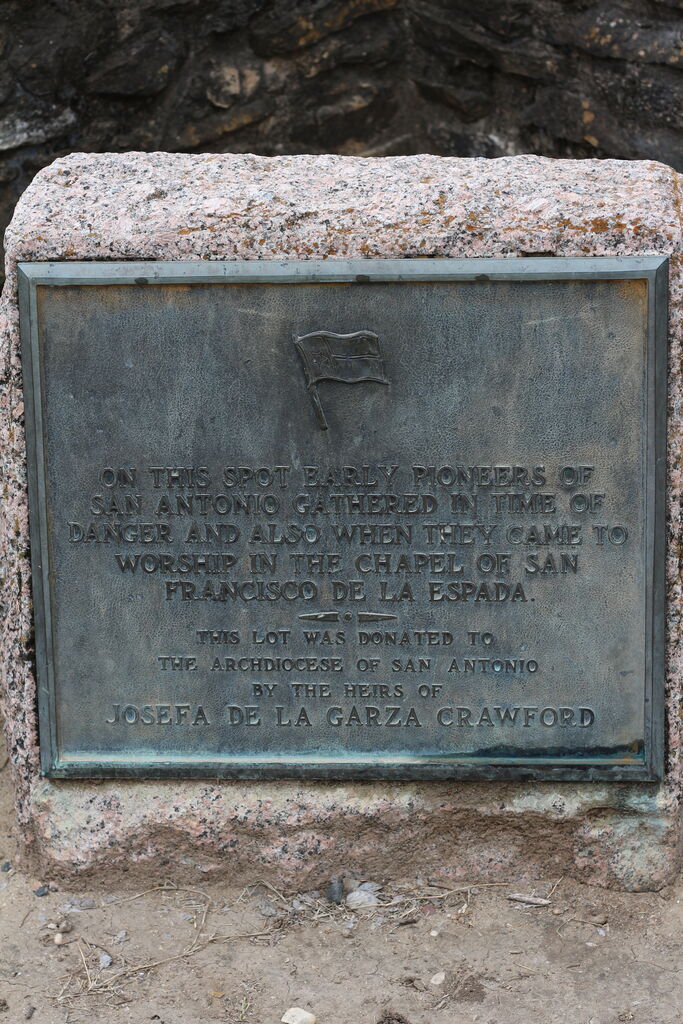 ON THIS SPOT EARLY PIONEERS OF
SAN ANTONIO GATHERED IN TIME OF
DANGER AND ALSO WHEN THEY CAME TO
WORSHIP IN THE CHAPEL OF SAN
FRANCISCO DE LA ESPADA.
THIS LOT WAS DONATED TO
THE ARCHDIOCESE OF SAN ANTONIO
BY THE HEIRS OF
JOSEFA DE LA GARZA CRAWFORD